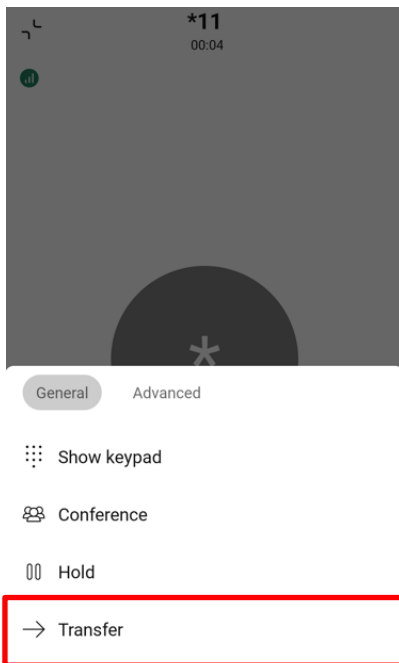 *11
00:04
*
General Advanced
Show keypad
Conference
Hold
Transfer